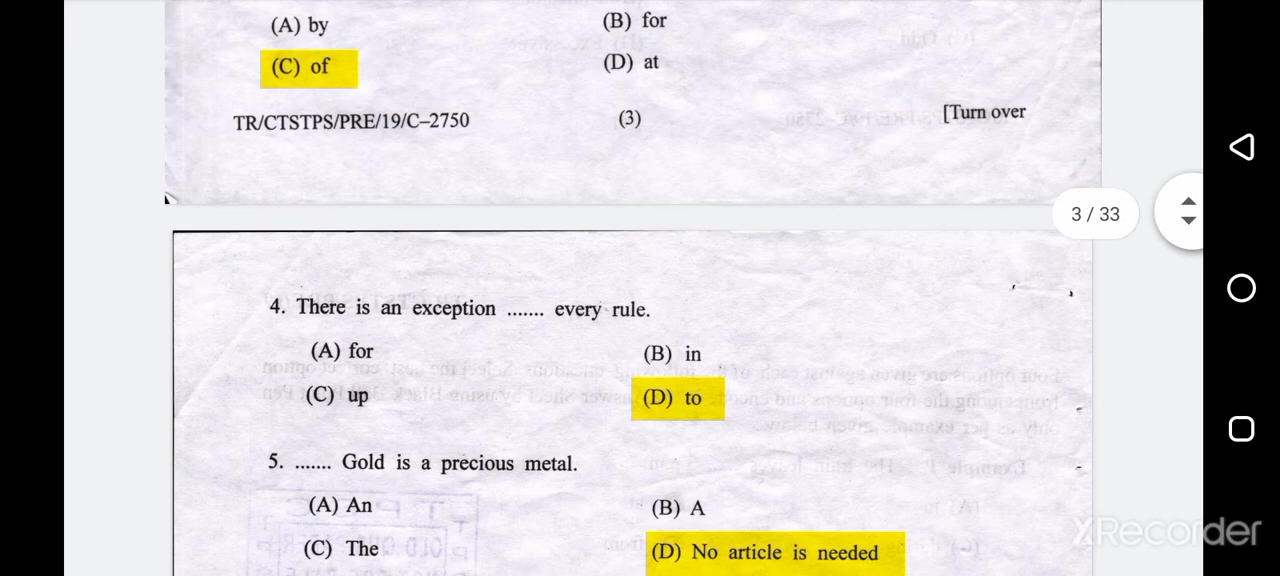 (A) by (B) for
(C) of (D) at
TR/CTSTPS/PRE/19/C–2750 (3) [Turn over
3 / 33
4. There is an exception ....... every rule.
(A) for (B) in
(C) up (D) to
5. ....... Gold is a precious metal.
(A) An (B) A
(C) The (D) No article is needed
XRecorder